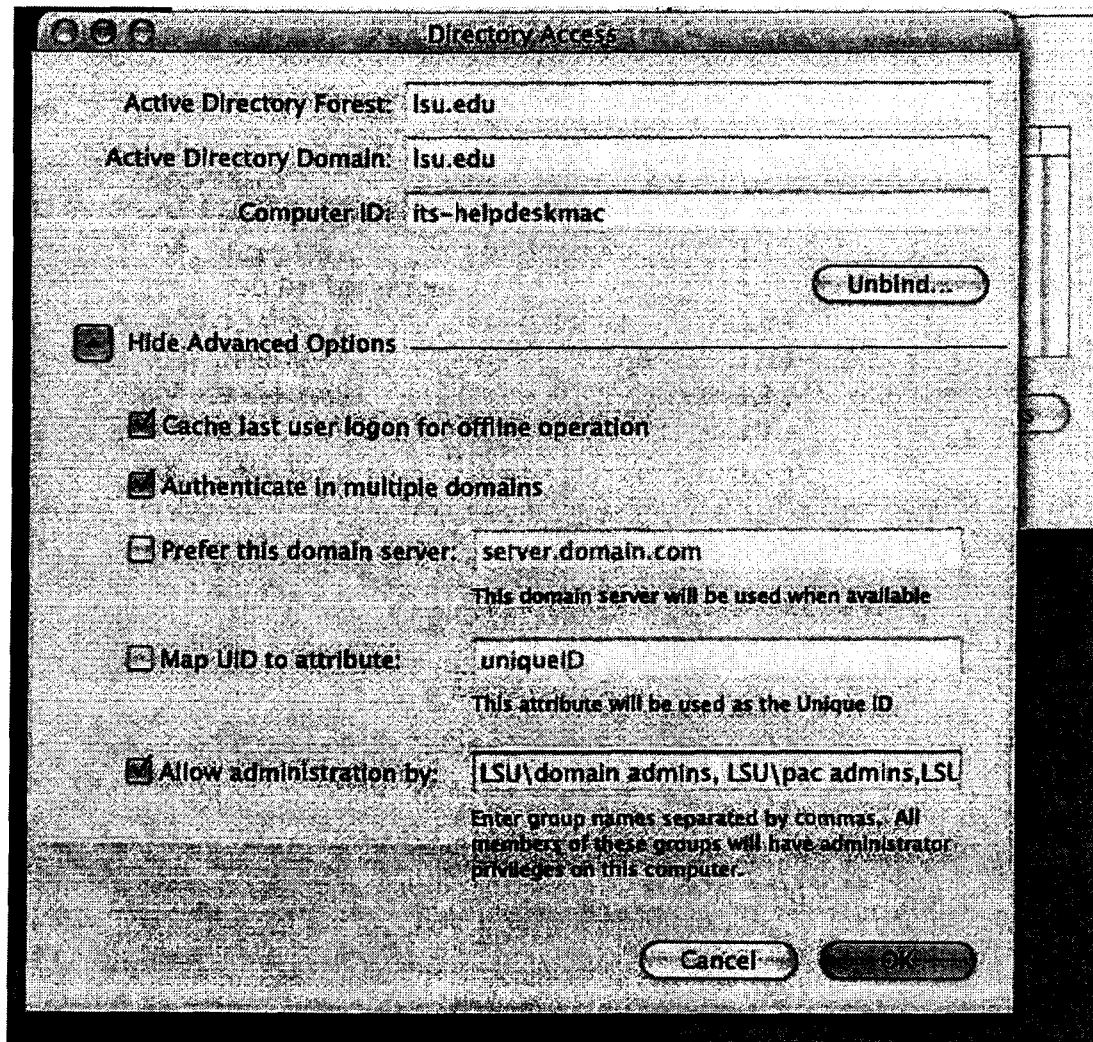 Directory Access
Active Directory Forest: lsu.edu
Active Directory Domain: lsu.edu
Computer ID: its-helpdeskmac
Unbind...
Hide Advanced Options
Cache last user logon for offline operation
Authenticate in multiple domains
Prefer this domain server: server.domain.com
This domain server will be used when available
Map UID to attribute: uniqueID
This attribute will be used as the Unique ID
Allow administration by: LSU\domain admins, LSU\pac admins,LSU
Enter group names separated by commas. All
members of these groups will have administrator
privileges on this computer.
Cancel OK